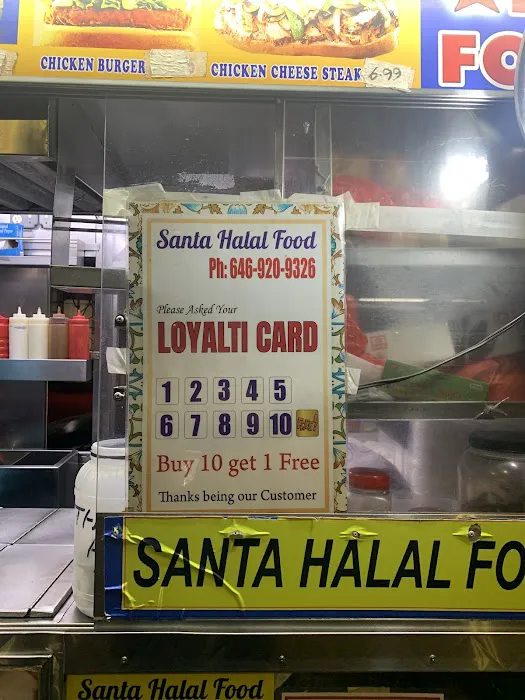 CHICKEN BURGER
CHICKEN CHEESE STEAK 6.99
FO
Santa Halal Food
Ph: 646-920-9326
Please Asked Your
LOYALTI CARD
1 2 3 4 5
6 7 8 9 10
Buy 10 get 1 Free
Thanks being our Customer
SANTA HALAL FO
Santa Halal Food